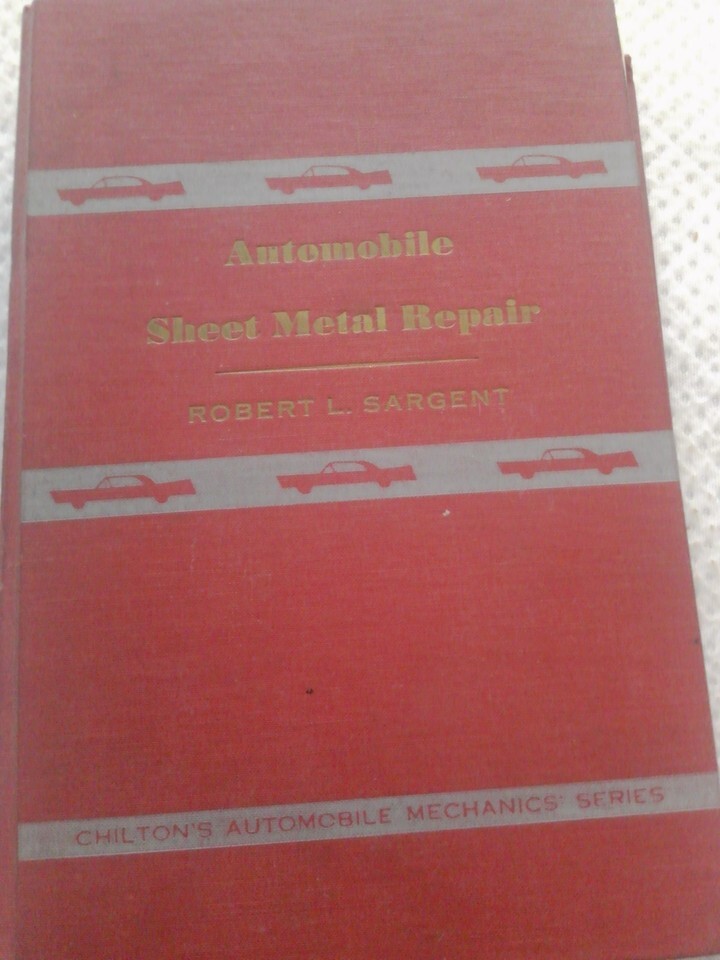 Automobile
Sheet Metal Repair
ROBERT L. SARGENT
CHILTON'S AUTOMOBILE MECHANICS' SERIES